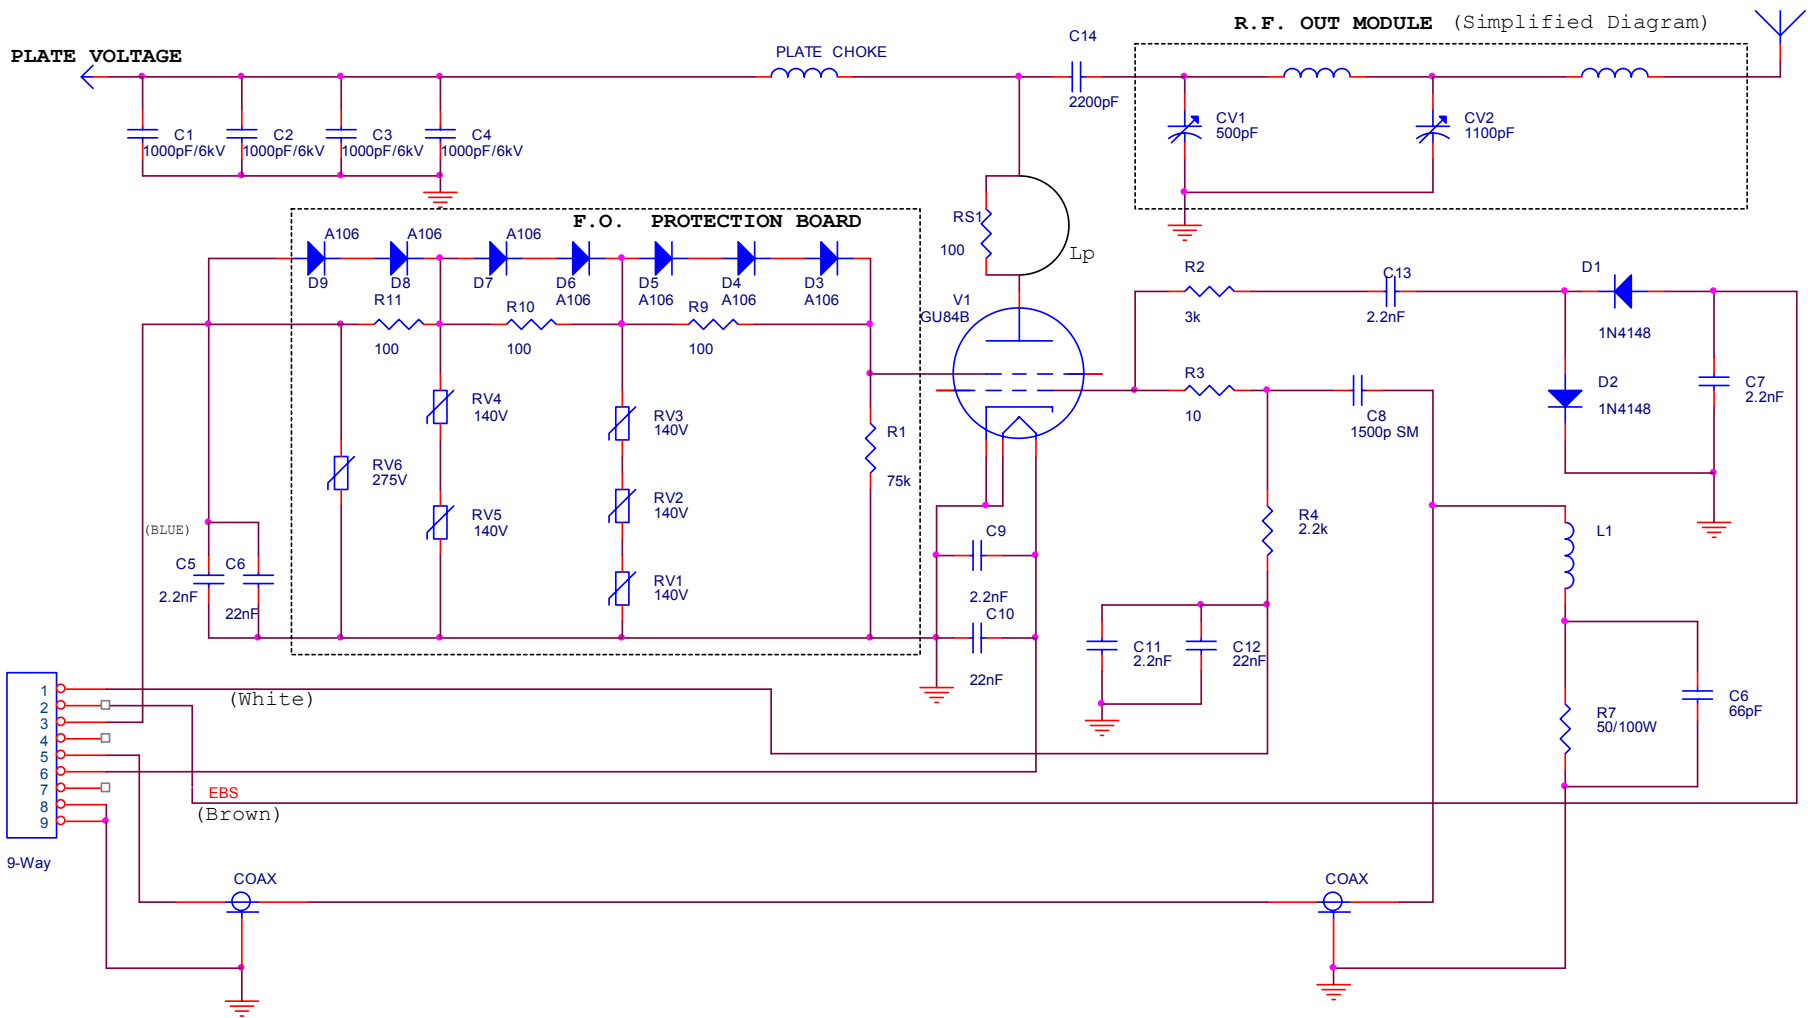 R.F. OUT MODULE (Simplified Diagram)
PLATE VOLTAGE
PLATE CHOKE
C14
2200pF
C1
1000pF/6kV
C2
1000pF/6kV
C3
1000pF/6kV
C4
1000pF/6kV
CV1
500pF
CV2
1100pF
F.O. PROTECTION BOARD
A106
A106
A106
D9
D8
D7
D6
A106
D5
A106
D4
A106
D3
A106
R11
100
R10
100
R9
100
RS1
100
Lp
V1
GU84B
R2
3k
C13
2.2nF
D1
1N4148
D2
1N4148
C7
2.2nF
R3
10
C8
1500p SM
RV4
140V
RV3
140V
R1
75k
RV6
275V
RV2
140V
RV5
140V
RV1
140V
(BLUE)
C5
2.2nF
C6
22nF
C9
2.2nF
C10
22nF
R4
2.2k
L1
C11
2.2nF
C12
22nF
R7
50/100W
C6
66pF
1
2
3
4
5
6
7
8
9
9-Way
(White)
EBS
(Brown)
COAX
COAX